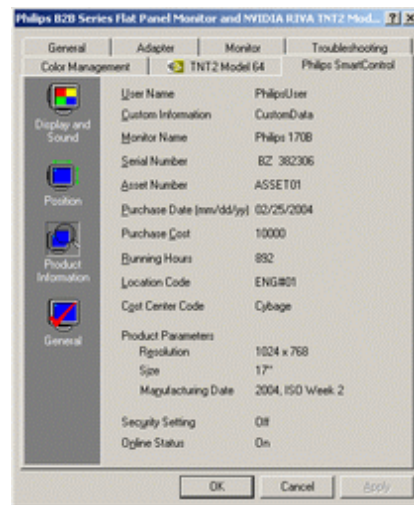 Philips B2B Series Flat Panel Monitor and NVIDIA RIVA TNT2 Mod...
General Adapter Monitor Troubleshooting
Color Management TNT2 Model 64 Philips SmartControl
Display and Sound
Position
Product Information
General
User Name PhilipsUser
Custom Information CustomData
Monitor Name Philips 170B
Serial Number BZ 382306
Asset Number ASSET01
Purchase Date (mm/dd/yy) 02/25/2004
Purchase Cost 10000
Running Hours 892
Location Code ENG#01
Cost Center Code Cybage
Product Parameters
Resolution 1024 x 768
Size 17"
Manufacturing Date 2004, ISO Week 2
Security Setting Off
Online Status On
OK Cancel Apply